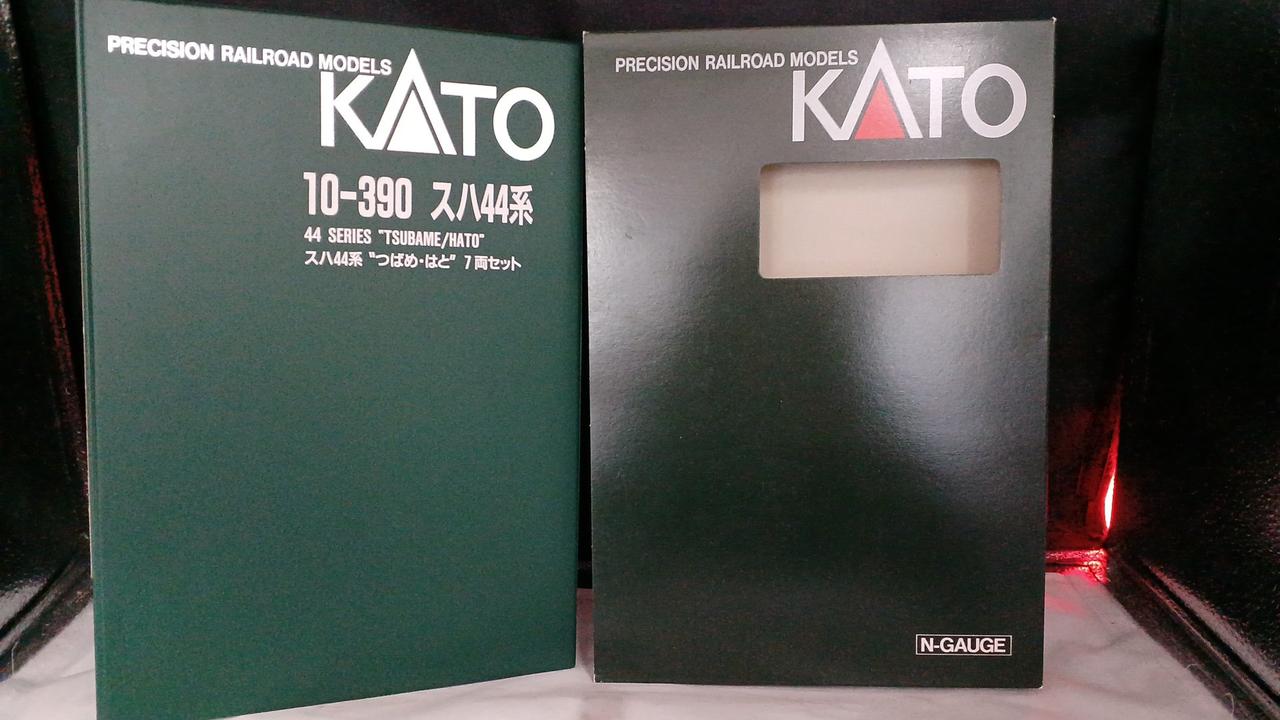 PRECISION RAILROAD MODELS
KATO
10-390 スハ44系
44 SERIES "TSUBAME/HATO"
スハ44系 "つばめ・はと" 7両セット
PRECISION RAILROAD MODELS
KATO
N-GAUGE